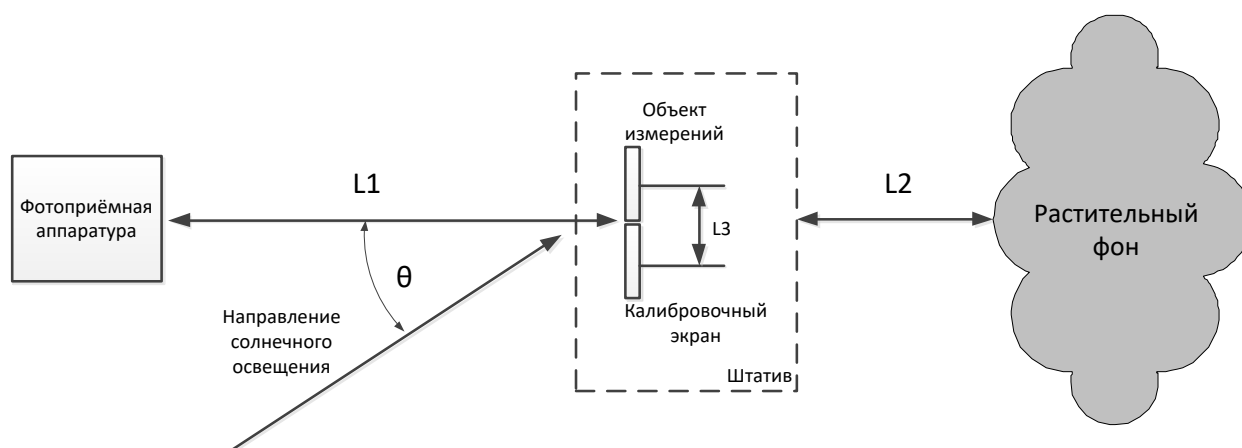 Фотоприёмная
аппаратура
L1
θ
Направление
солнечного
освещения
Объект
измерений
L3
Калибровочный
экран
Штатив
L2
Растительный
фон